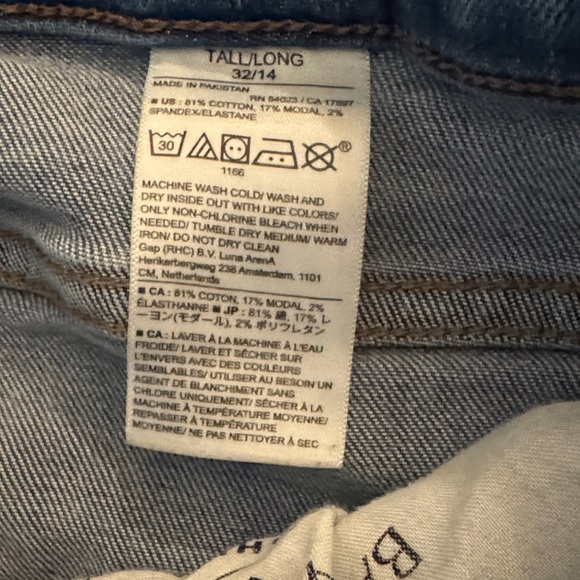 TALL/LONG
32/14
MADE IN PAKISTAN
RN 54023 / CA 17897
■ US : 81% COTTON, 17% MODAL, 2%
SPANDEX/ELASTANE
30
®
1166
MACHINE WASH COLD/ WASH AND
DRY INSIDE OUT WITH LIKE COLORS/
ONLY NON-CHLORINE BLEACH WHEN
NEEDED/ TUMBLE DRY MEDIUM/ WARM
IRON/ DO NOT DRY CLEAN
Gap (RHC) B.V. Luna ArenA
Herikerbergweg 238 Amsterdam, 1101
CM, Netherlands
■ CA : 81% COTON, 17% MODAL, 2%
ÉLASTHANNE ■ JP : 81% 綿, 17% レ
ーヨン(モダール), 2% ポリウレタン
■ CA : LAVER À LA MACHINE À L'EAU
FROIDE/ LAVER ET SÉCHER SUR
L'ENVERS AVEC DES COULEURS
SEMBLABLES/ UTILISER AU BESOIN UN
AGENT DE BLANCHIMENT SANS
CHLORE UNIQUEMENT/ SÉCHER À LA
MACHINE À TEMPÉRATURE MOYENNE/
REPASSER À TEMPÉRATURE
MOYENNE/ NE PAS NETTOYER À SEC